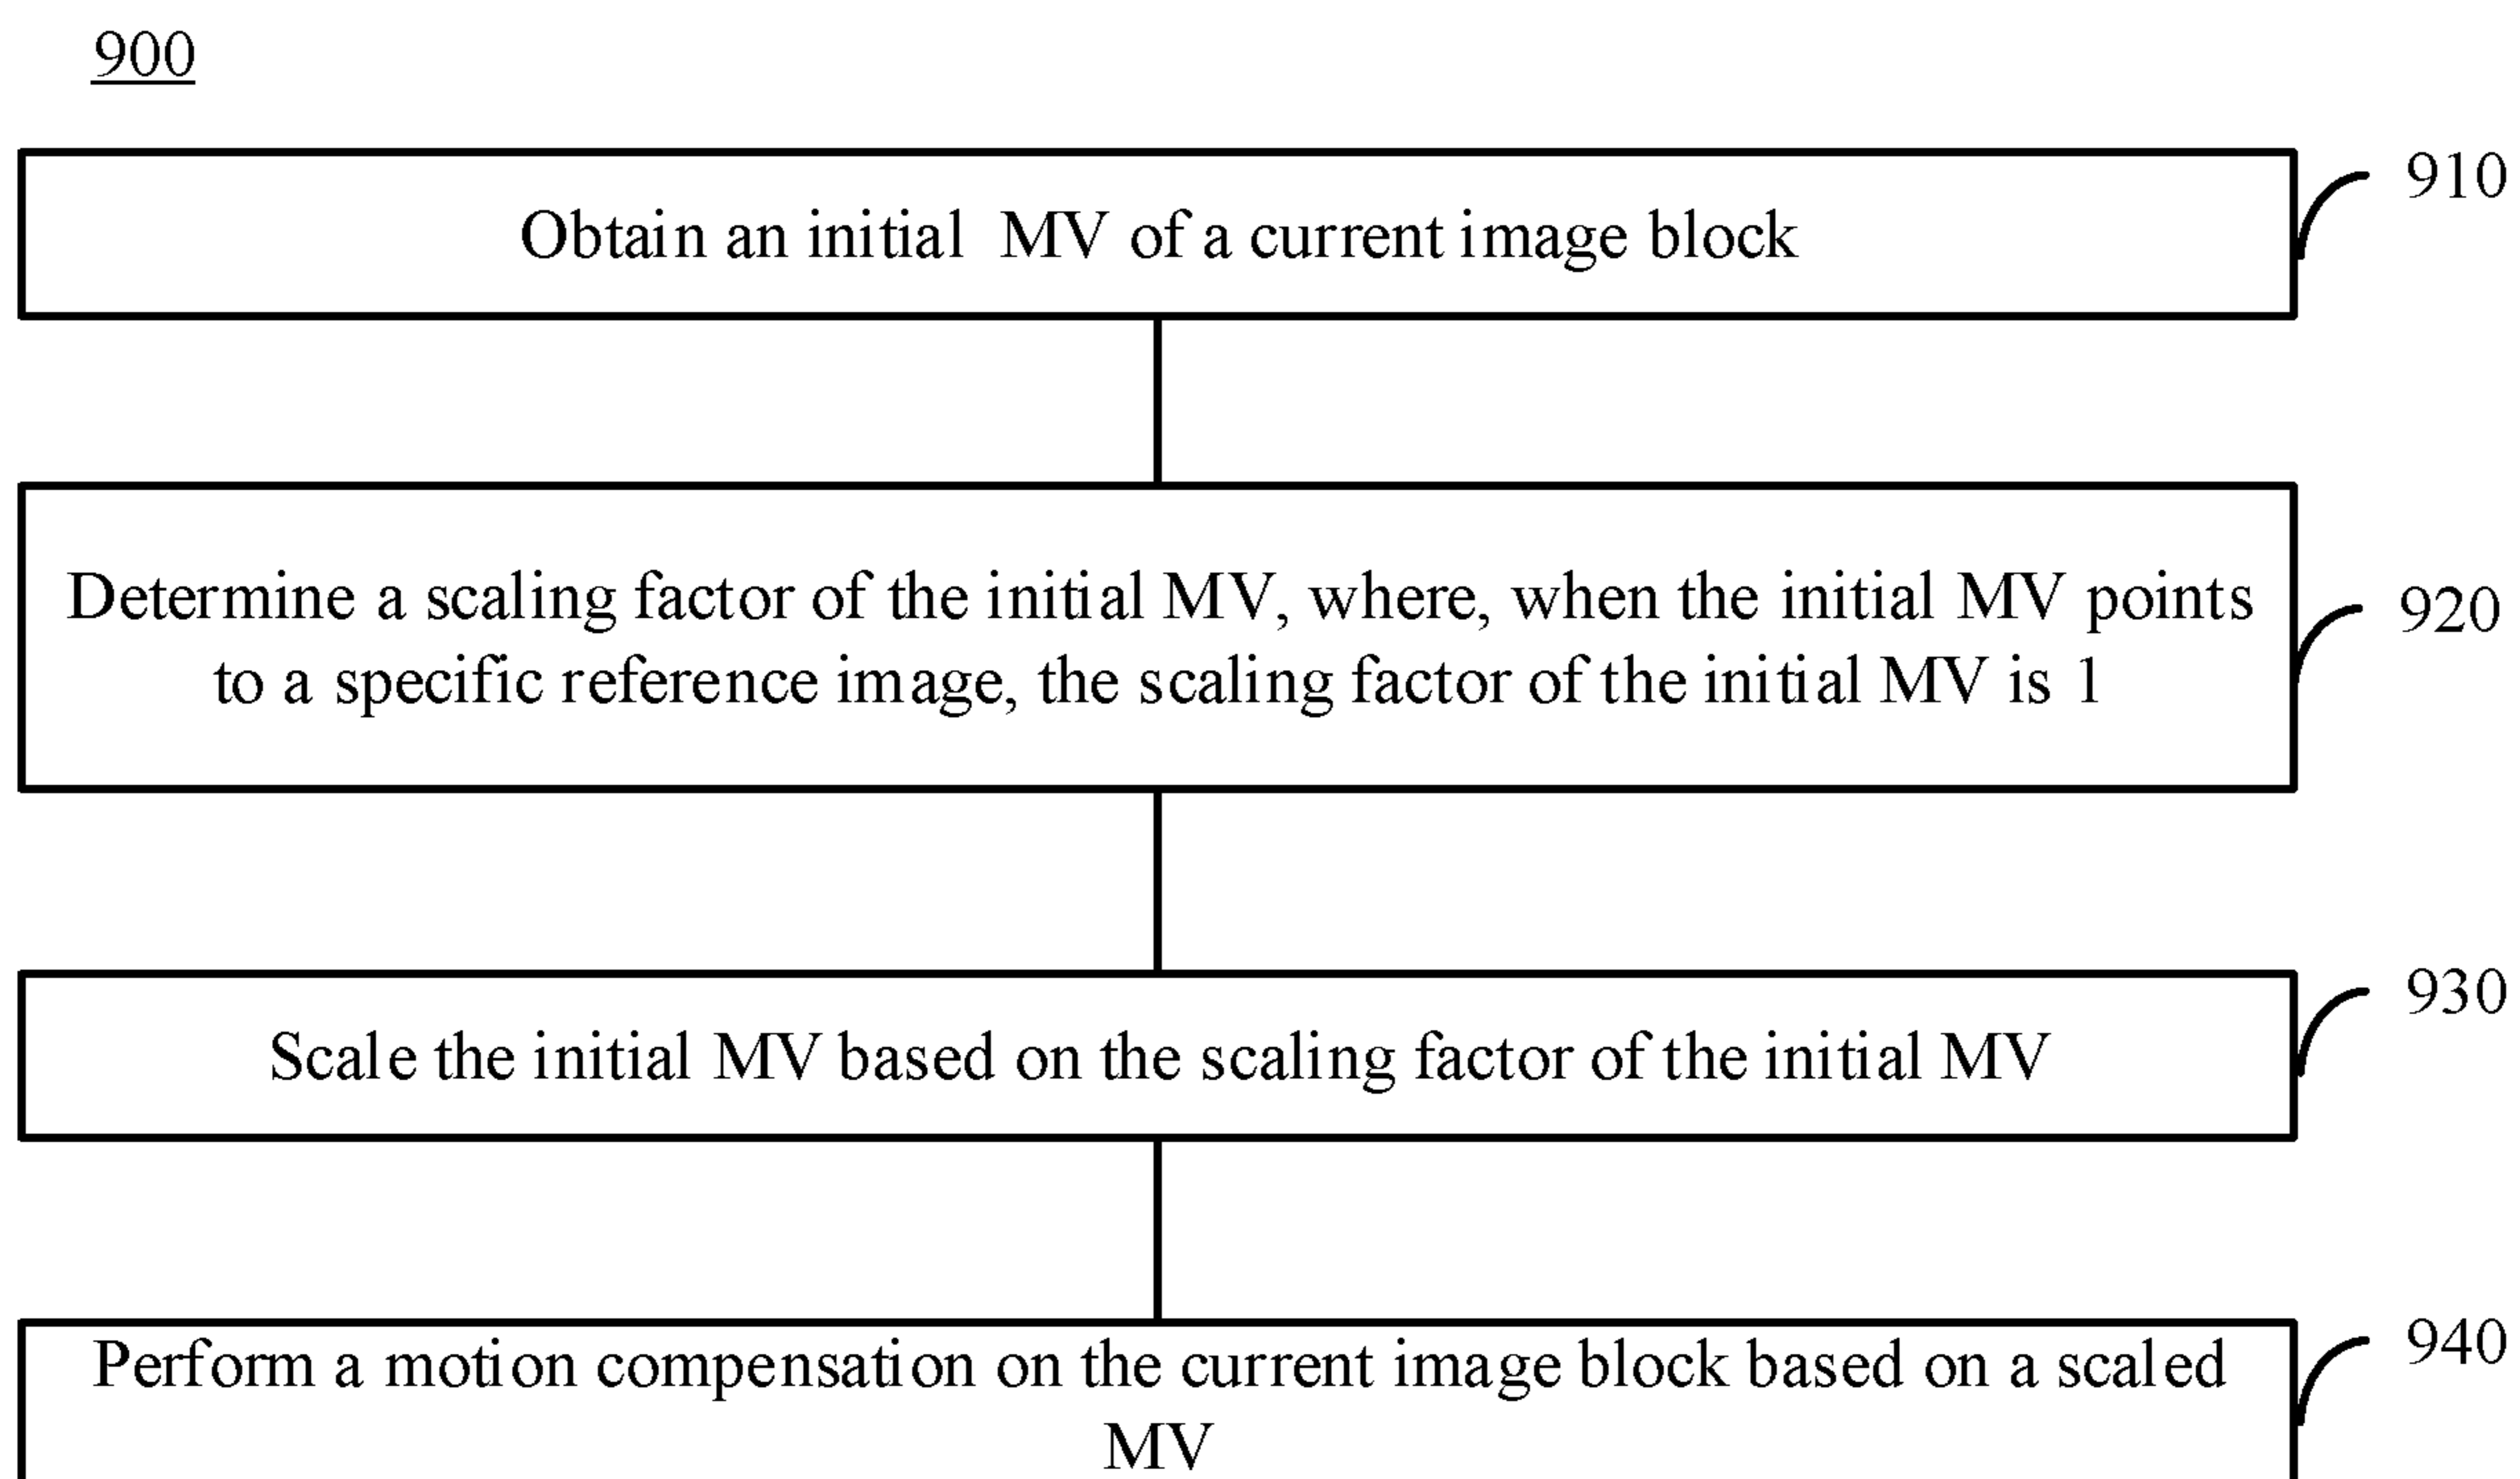 900
Obtain an initial MV of a current image block
910
Determine a scaling factor of the initial MV, where, when the initial MV points
to a specific reference image, the scaling factor of the initial MV is 1
920
Scale the initial MV based on the scaling factor of the initial MV
930
Perform a motion compensation on the current image block based on a scaled
MV
940